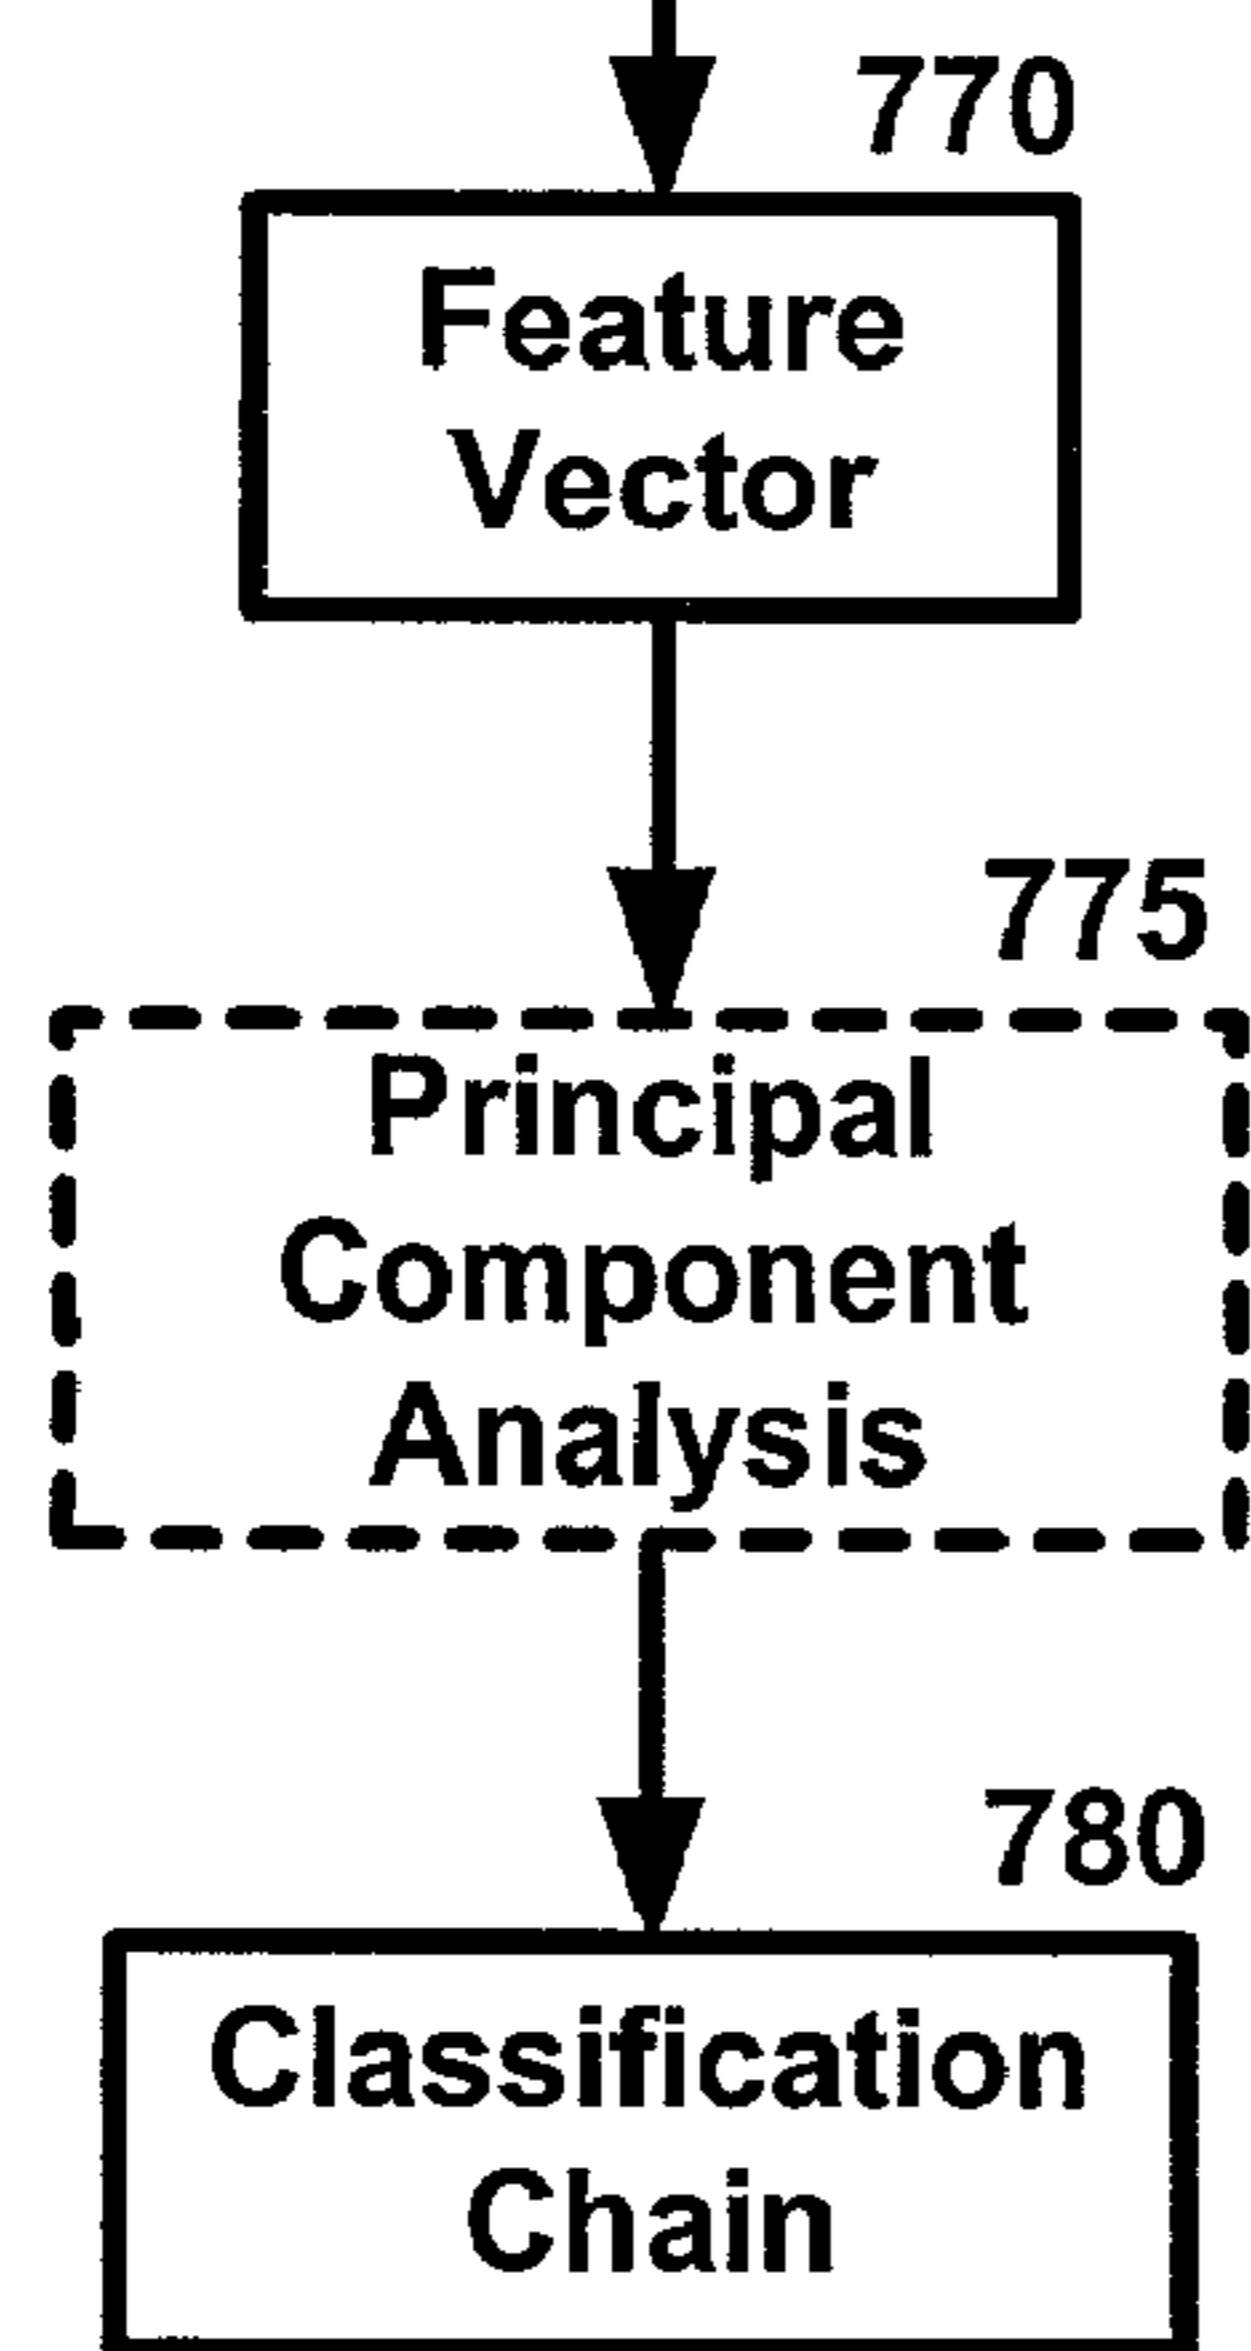 770
Feature
Vector
775
Principal
Component
Analysis
780
Classification
Chain